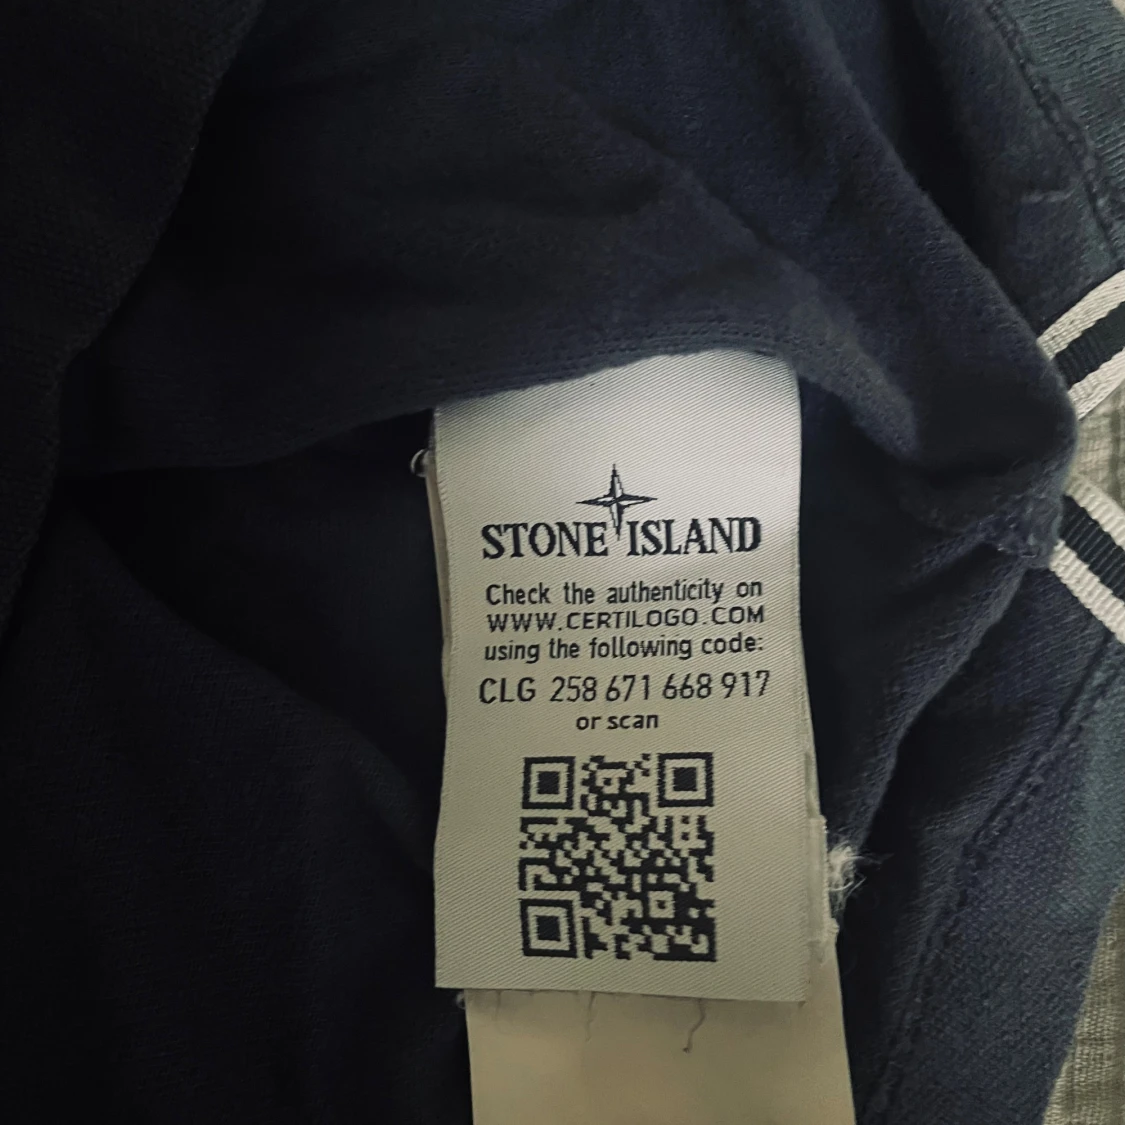 STONE ISLAND
Check the authenticity on
WWW.CERTILOGO.COM
using the following code:
CLG 258 671 668 917
or scan